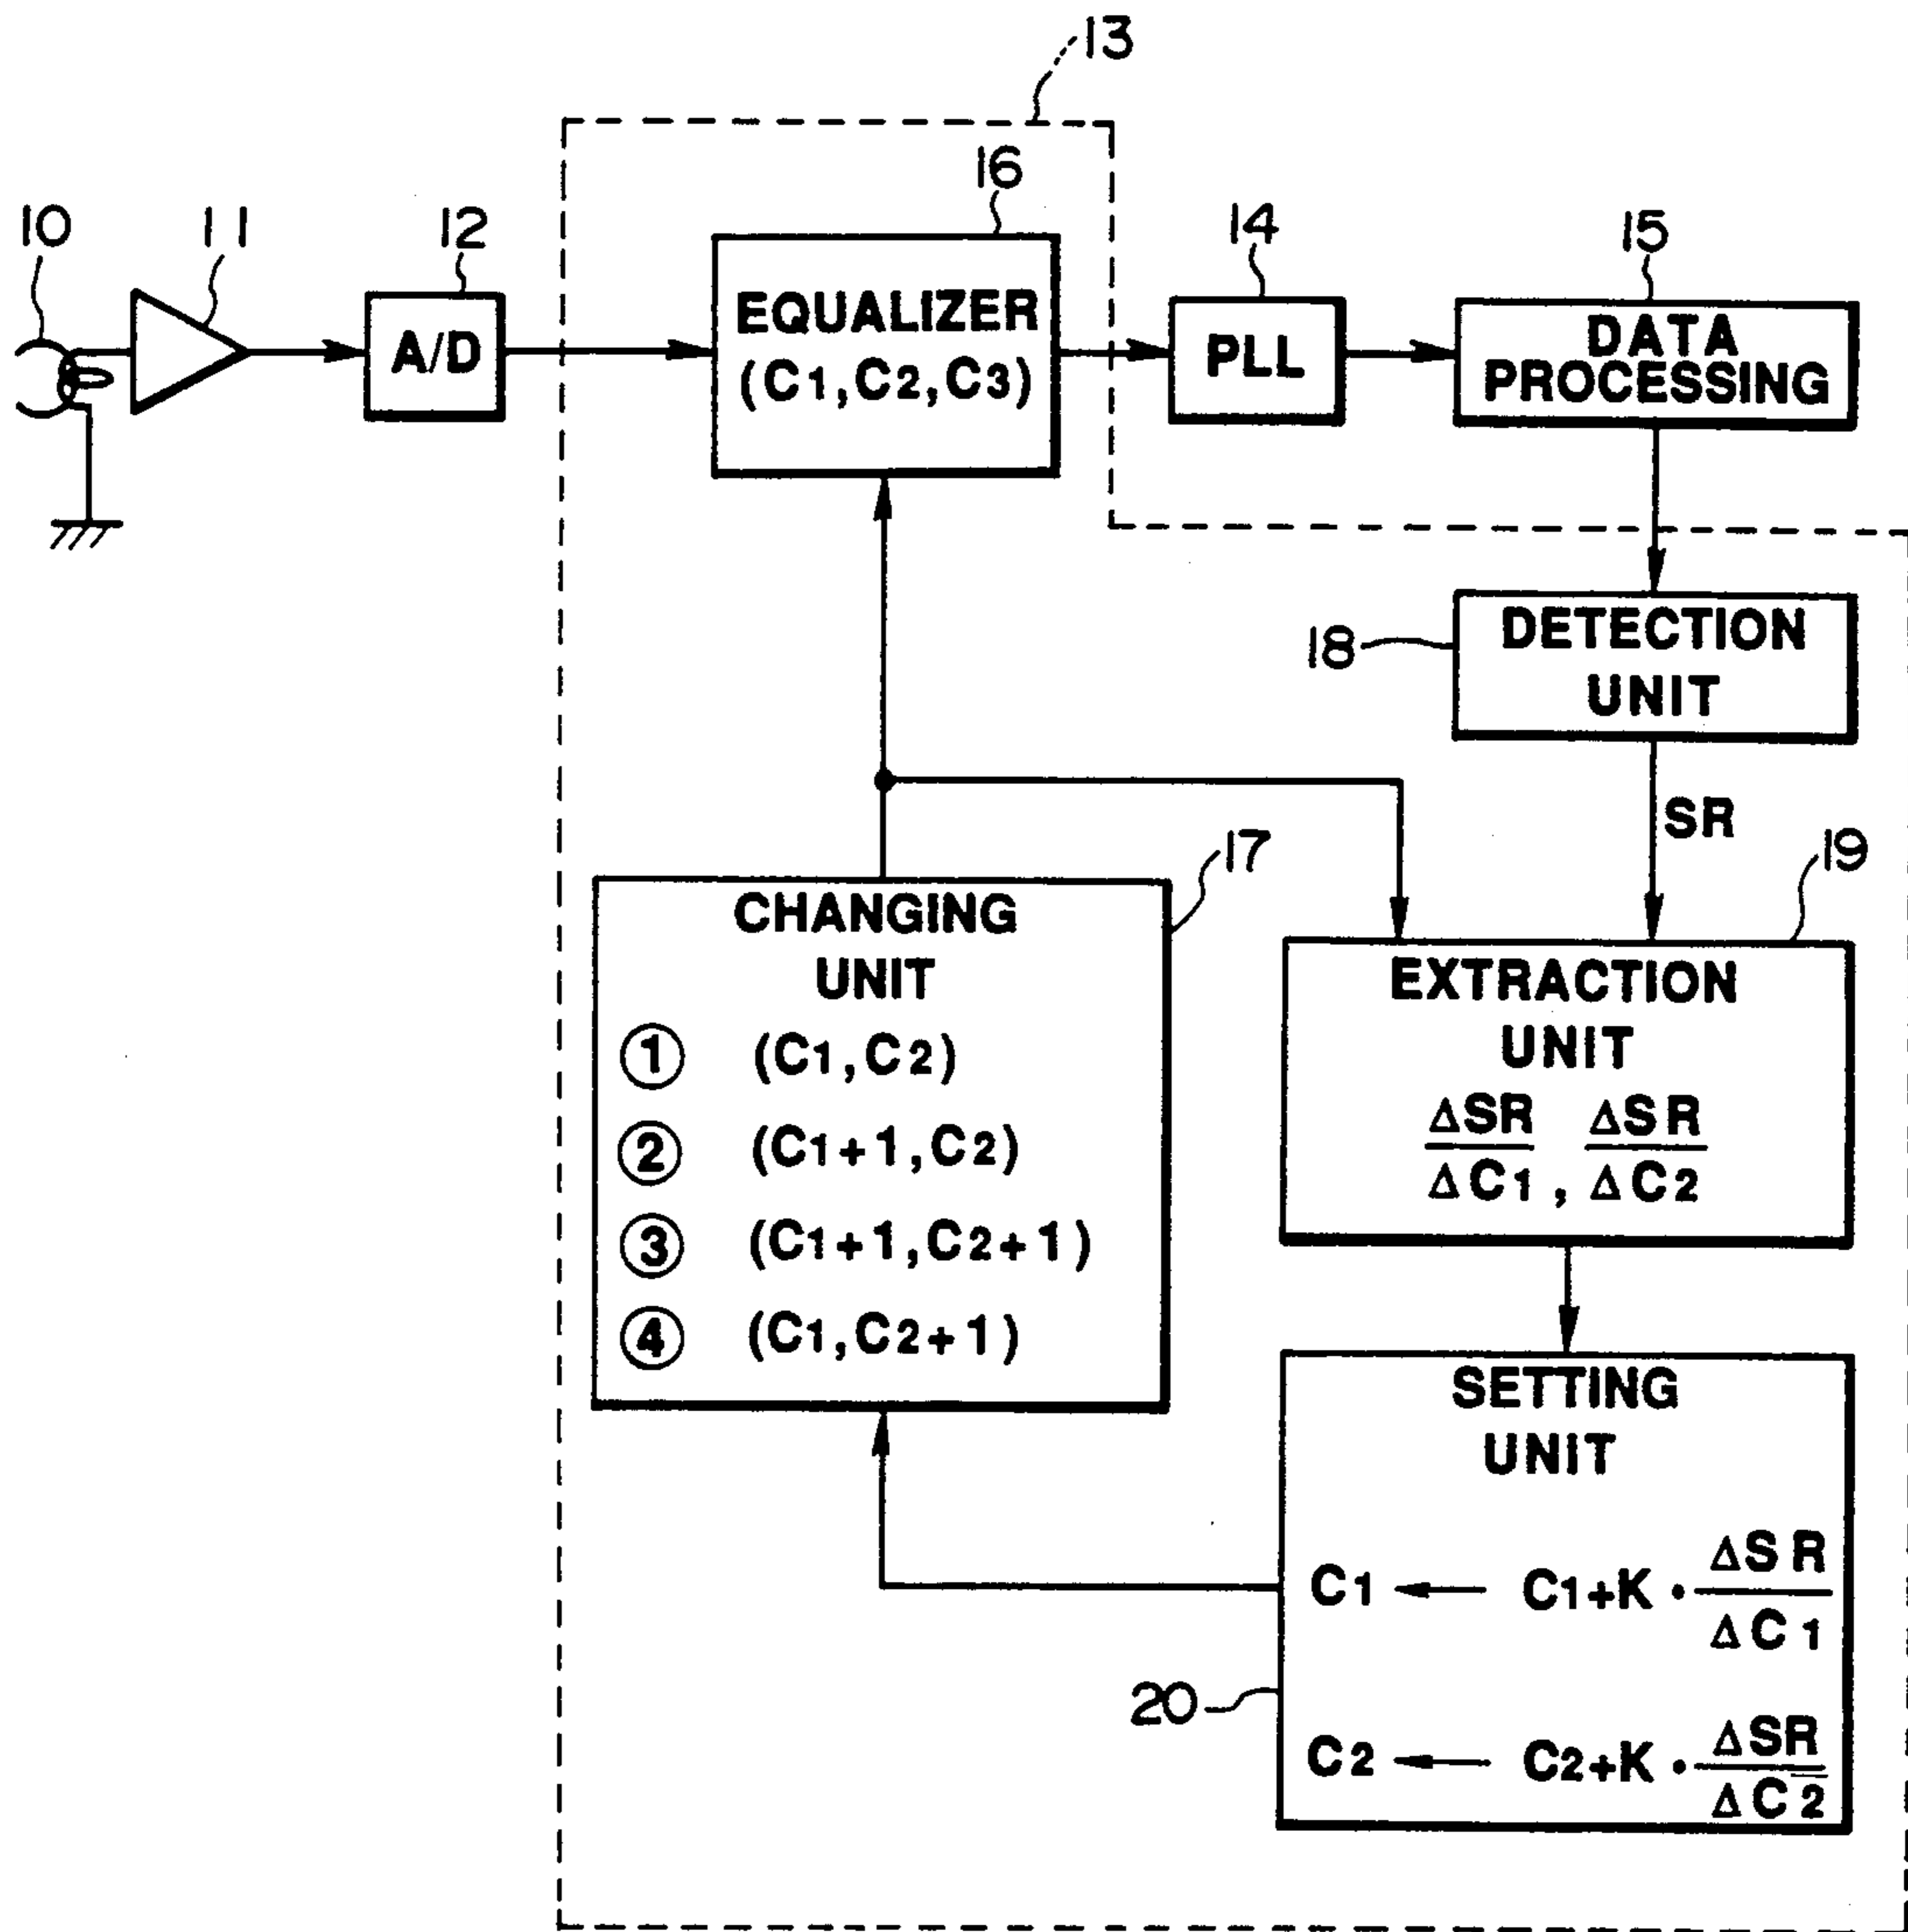 13
16
10
11
12
14
15
A/D
EQUALIZER
(C1,C2,C3)
PLL
DATA
PROCESSING
18
DETECTION
UNIT
SR
17
19
CHANGING
UNIT
① (C1,C2)
② (C1+1,C2)
③ (C1+1,C2+1)
④ (C1,C2+1)
EXTRACTION
UNIT
ΔSR ΔSR
ΔC1 , ΔC2
SETTING
UNIT
C1 ← C1+K • ΔSR
ΔC1
20
C2 ← C2+K • ΔSR
ΔC2